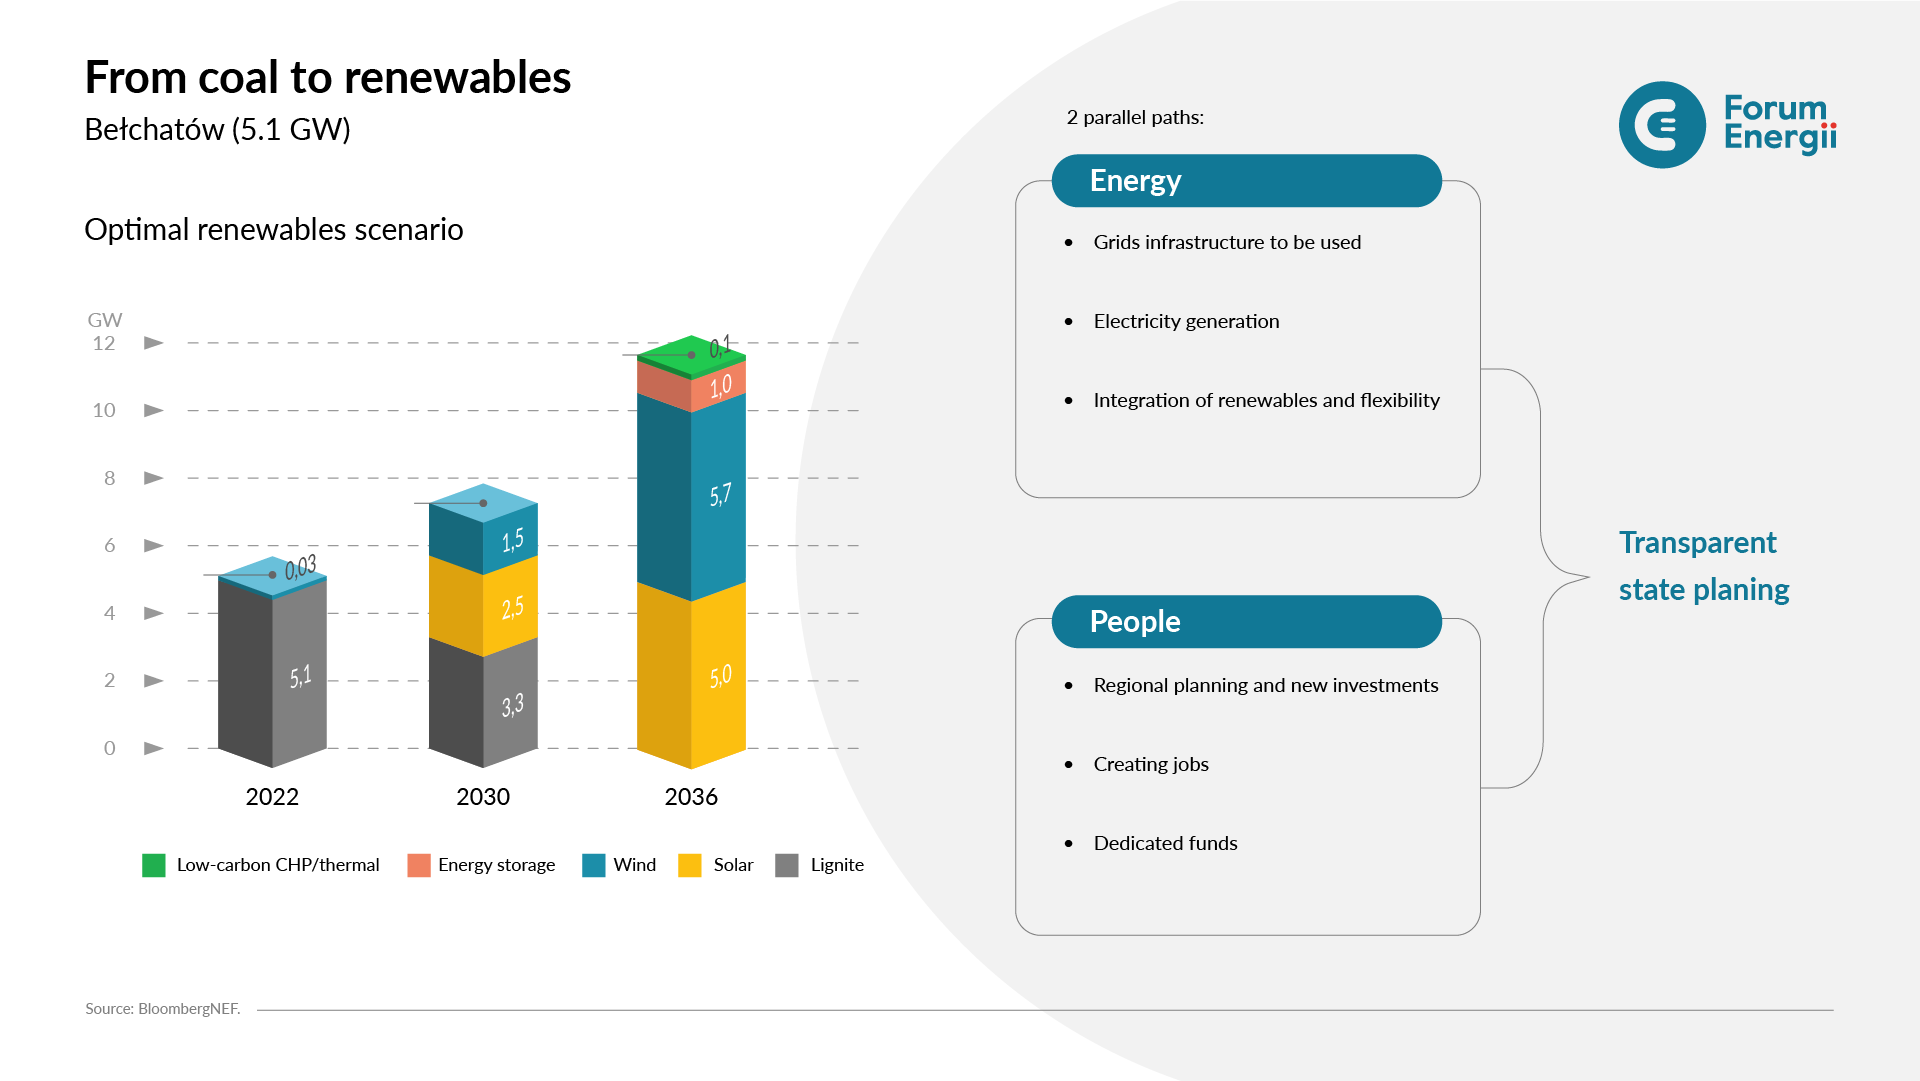 From coal to renewables
Bełchatów (5.1 GW)
Optimal renewables scenario
GW
12
10
8
6
4
2
0
0,03
5,1
1,5
2,5
3,3
0,1
1,0
5,7
5,0
2022
2030
2036
Low-carbon CHP/thermal
Energy storage
Wind
Solar
Lignite
2 parallel paths:
Energy
• Grids infrastructure to be used
• Electricity generation
• Integration of renewables and flexibility
People
• Regional planning and new investments
• Creating jobs
• Dedicated funds
Transparent
state planing
Forum
Energii
Source: BloombergNEF.